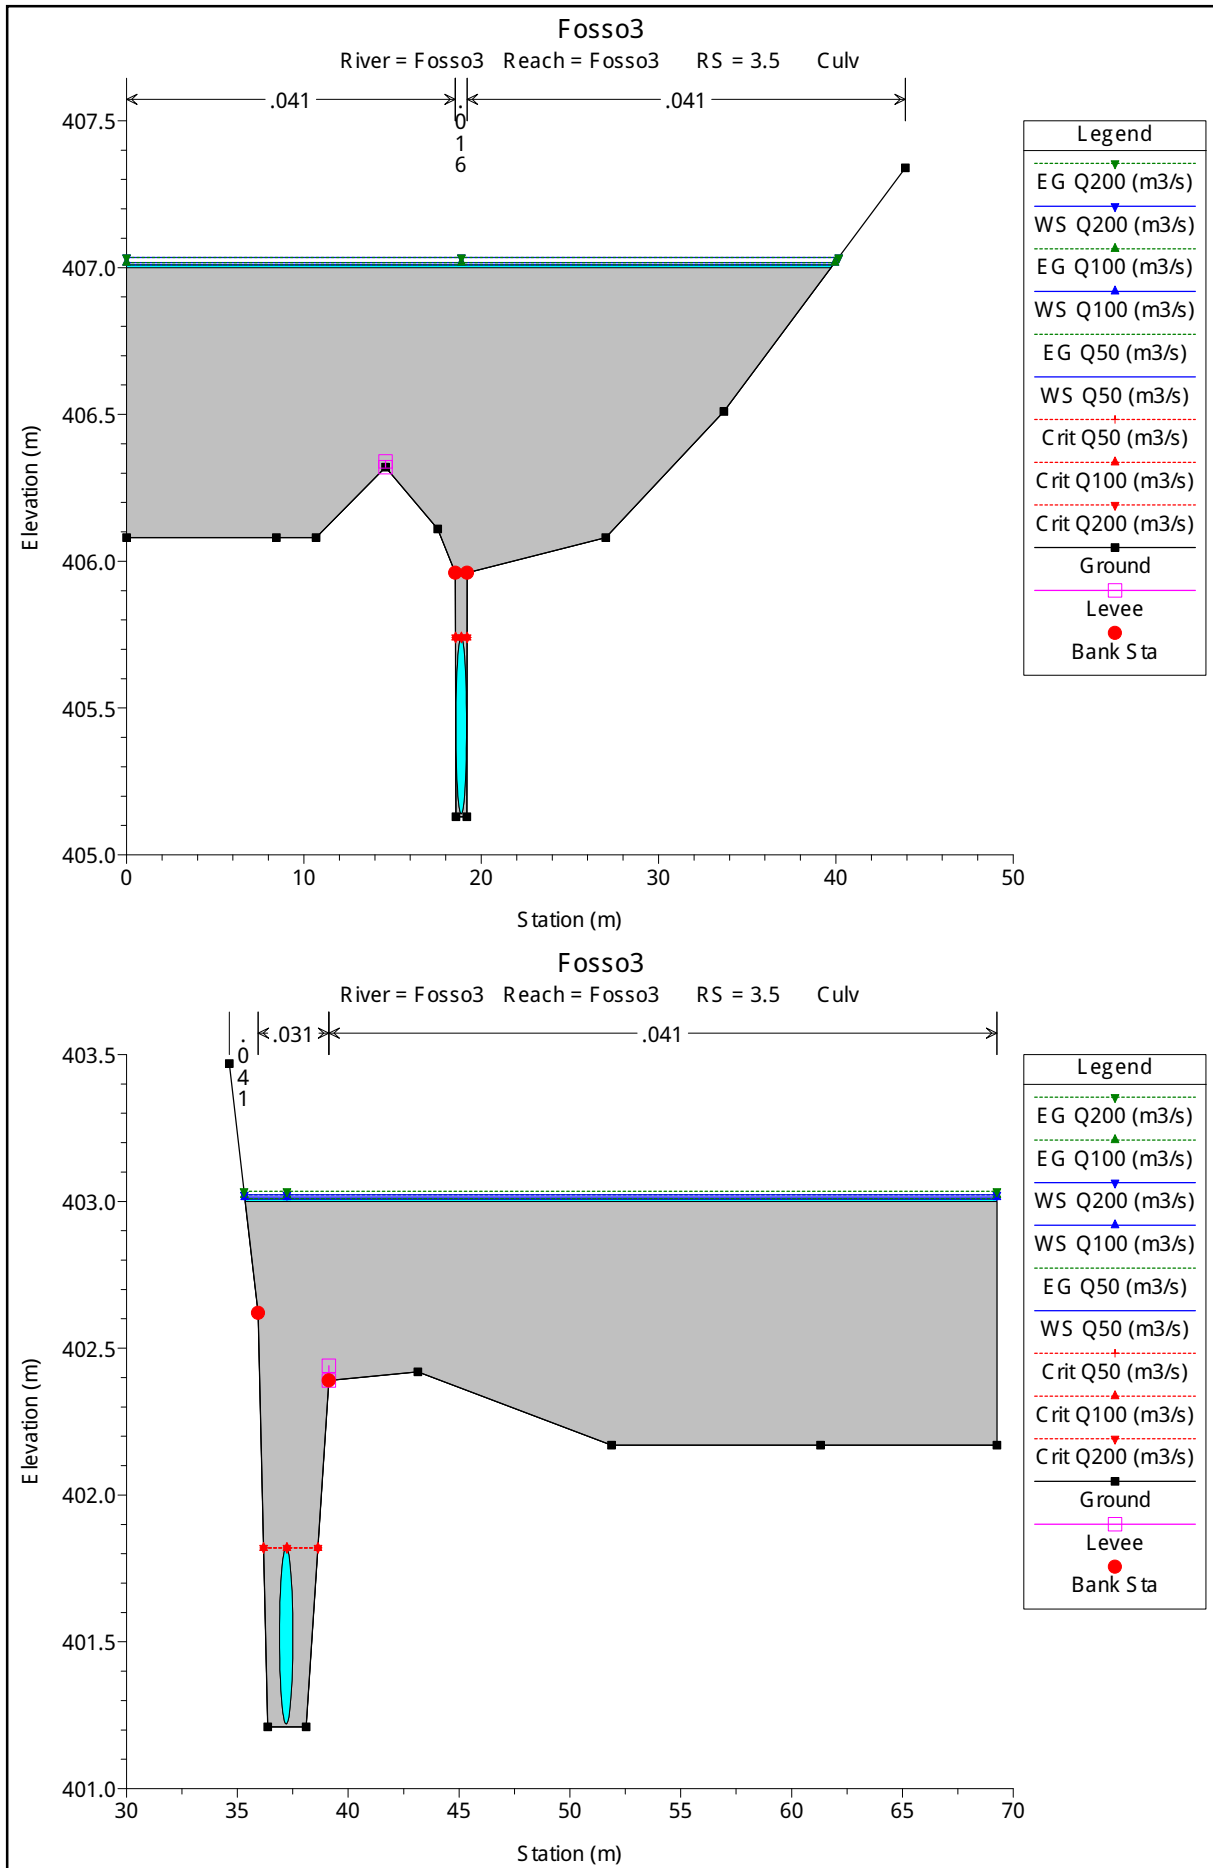 Fosso3
River = Fosso3 Reach = Fosso3 RS = 3.5 Culv
.041
.016
.041
407.5
407.0
406.5
406.0
405.5
405.0
Elevation (m)
0 10 20 30 40 50
Station (m)
Legend
EG Q200 (m3/s)
WS Q200 (m3/s)
EG Q100 (m3/s)
WS Q100 (m3/s)
EG Q50 (m3/s)
WS Q50 (m3/s)
Crit Q50 (m3/s)
Crit Q100 (m3/s)
Crit Q200 (m3/s)
Ground
Levee
Bank Sta
Fosso3
River = Fosso3 Reach = Fosso3 RS = 3.5 Culv
.041
.031
.041
403.5
403.0
402.5
402.0
401.5
401.0
Elevation (m)
30 35 40 45 50 55 60 65 70
Station (m)
Legend
EG Q200 (m3/s)
EG Q100 (m3/s)
WS Q200 (m3/s)
WS Q100 (m3/s)
EG Q50 (m3/s)
WS Q50 (m3/s)
Crit Q50 (m3/s)
Crit Q100 (m3/s)
Crit Q200 (m3/s)
Ground
Levee
Bank Sta